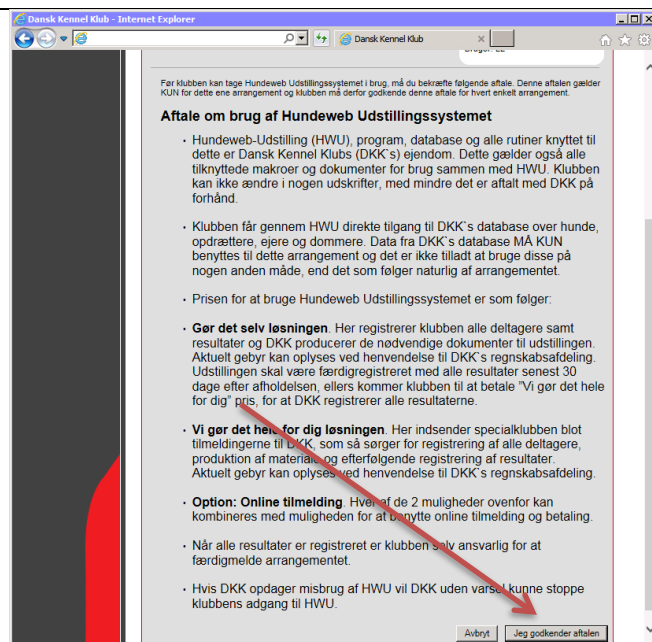 Dansk Kennel Klub - Internet Explorer
Dansk Kennel Klub
Før klubben kan tage Hundeweb Udstillingssystemet i brug, må du bekræfte følgende aftale. Denne aftalen gælder
KUN for dette ene arrangement og klubben må derfor godkende denne aftale for hvert enkelt arrangement.
Aftale om brug af Hundeweb Udstillingssystemet
• Hundeweb-Udstilling (HWU), program, database og alle rutiner knyttet til
dette er Dansk Kennel Klubs (DKK`s) ejendom. Dette gælder også alle
tilknyttede makroer og dokumenter for brug sammen med HWU. Klubben
kan ikke ændre i nogen udskrifter, med mindre det er aftalt med DKK på
forhånd.
• Klubben får gennem HWU direkte tilgang til DKK`s database over hunde,
opdrættere, ejere og dommere. Data fra DKK`s database MÅ KUN
benyttes til dette arrangement og det er ikke tilladt at bruge disse på
nogen anden måde, end det som følger naturlig af arrangementet.
• Prisen for at bruge Hundeweb Udstillingssystemet er som følger:
• Gør det selv løsningen. Her registrerer klubben alle deltagere samt
resultater og DKK producerer de nødvendige dokumenter til udstillingen.
Aktuelt gebyr kan oplyses ved henvendelse til DKK`s regnskabsafdeling.
Udstillingen skal være færdigregistreret med alle resultater senest 30
dage efter afholdelsen, ellers kommer klubben til at betale "Vi gør det hele
for dig" pris, for at DKK registrerer alle resultaterne.
• Vi gør det hele for dig løsningen. Her indsender specialklubben blot
tilmeldingerne til DKK, som så sørger for registrering af alle deltagere,
produktion af materiale og efterfølgende registrering af resultater.
Aktuelt gebyr kan oplyses ved henvendelse til DKK`s regnskabsafdeling.
• Option: Online tilmelding. Hver af de 2 muligheder ovenfor kan
kombineres med muligheden for at benytte online tilmelding og betaling.
• Når alle resultater er registreret er klubben selv ansvarlig for at
færdigmelde arrangementet.
• Hvis DKK opdager misbrug af HWU vil DKK uden varsel kunne stoppe
klubbens adgang til HWU.
Avbryt Jeg godkender aftalen